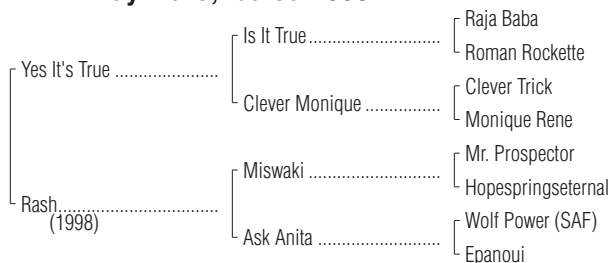 Raja Baba
Is It True
Roman Rockette
Yes It's True
Clever Trick
Clever Monique
Monique Rene
Mr. Prospector
Miswaki
Hopespringseternal
Rash
(1998)
Wolf Power (SAF)
Ask Anita
Epanoui